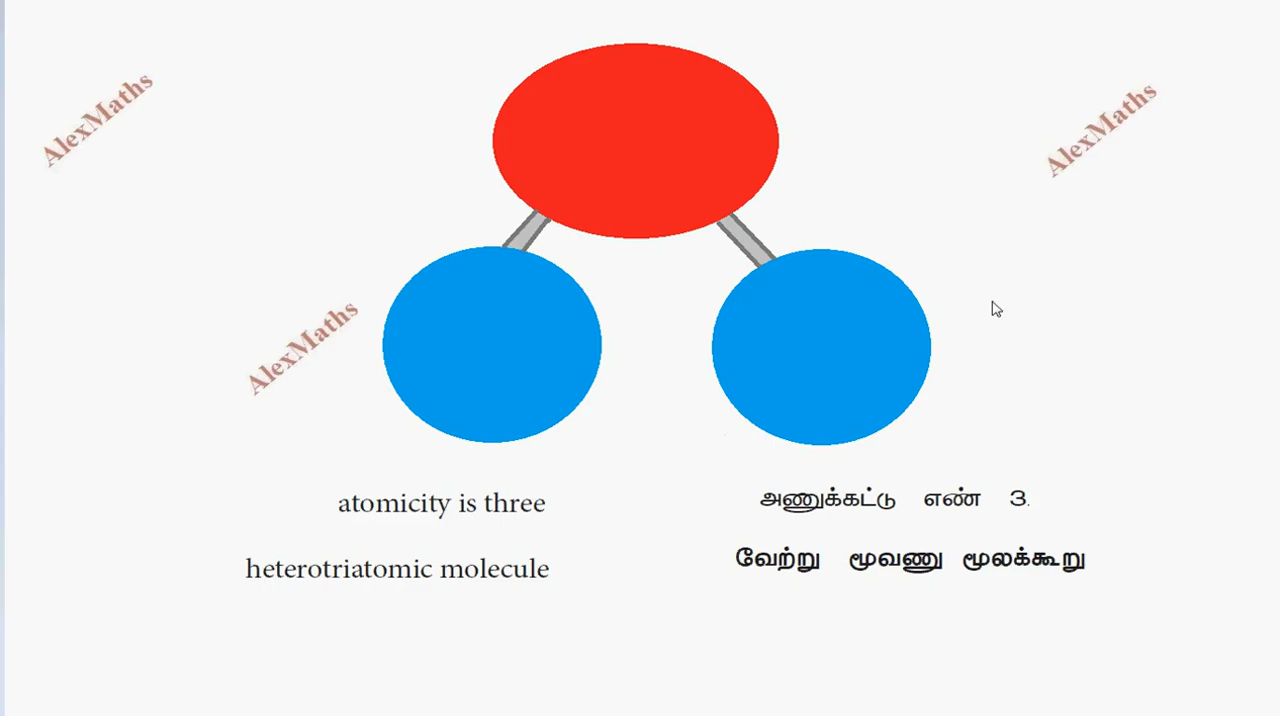 AlexMaths
AlexMaths
AlexMaths
atomicity is three
அணுக்கட்டு எண் 3.
heterotriatomic molecule
வேற்று மூவணு மூலக்கூறு